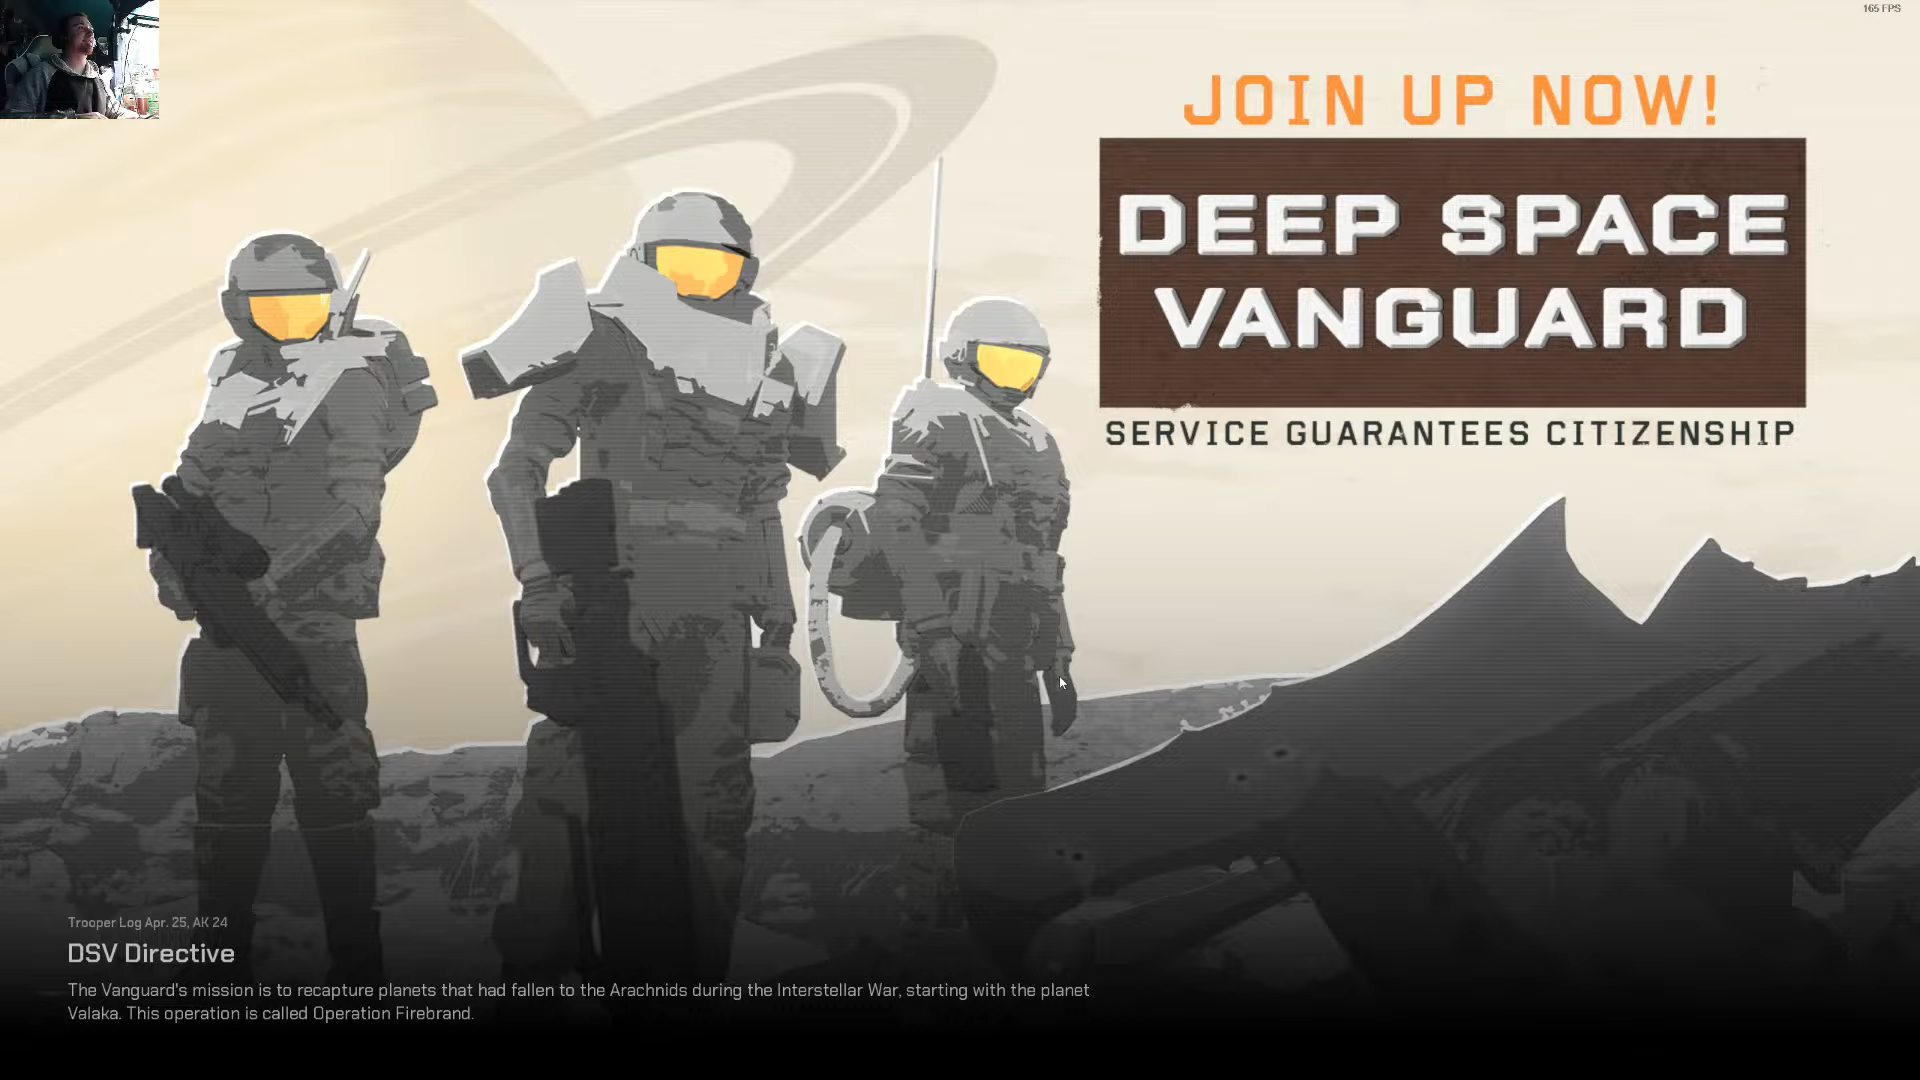 165 FPS
JOIN UP NOW!
DEEP SPACE
VANGUARD
SERVICE GUARANTEES CITIZENSHIP
Trooper Log Apr. 25, AK 24
DSV Directive
The Vanguard's mission is to recapture planets that had fallen to the Arachnids during the Interstellar War, starting with the planet
Valaka. This operation is called Operation Firebrand.